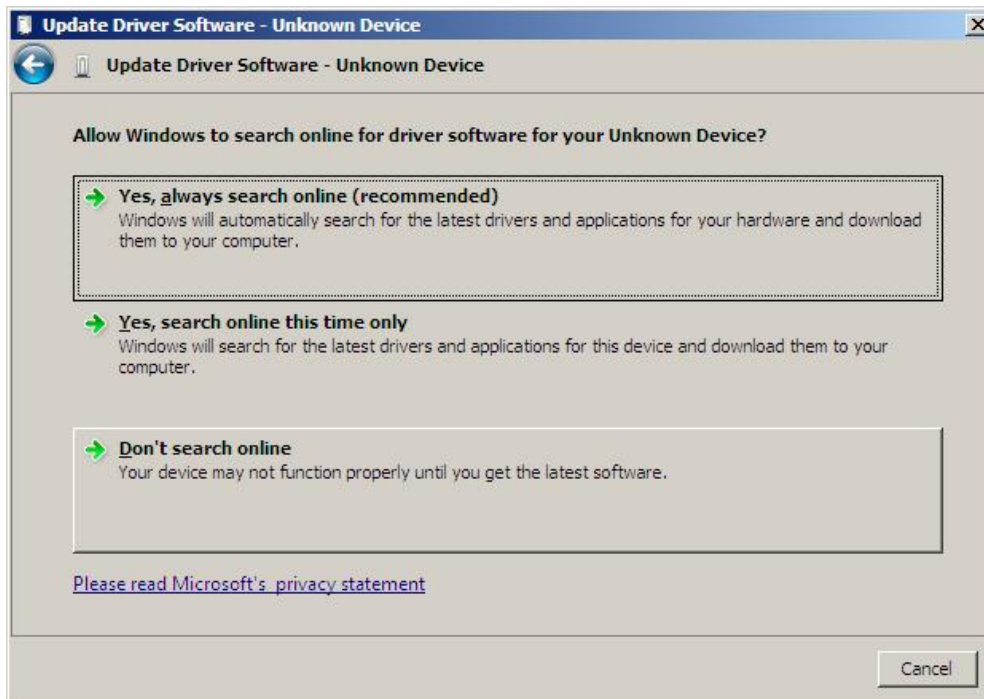 Update Driver Software - Unknown Device
Update Driver Software - Unknown Device
Allow Windows to search online for driver software for your Unknown Device?
Yes, always search online (recommended)
Windows will automatically search for the latest drivers and applications for your hardware and download
them to your computer.
Yes, search online this time only
Windows will search for the latest drivers and applications for this device and download them to your
computer.
Don't search online
Your device may not function properly until you get the latest software.
Please read Microsoft's privacy statement
Cancel